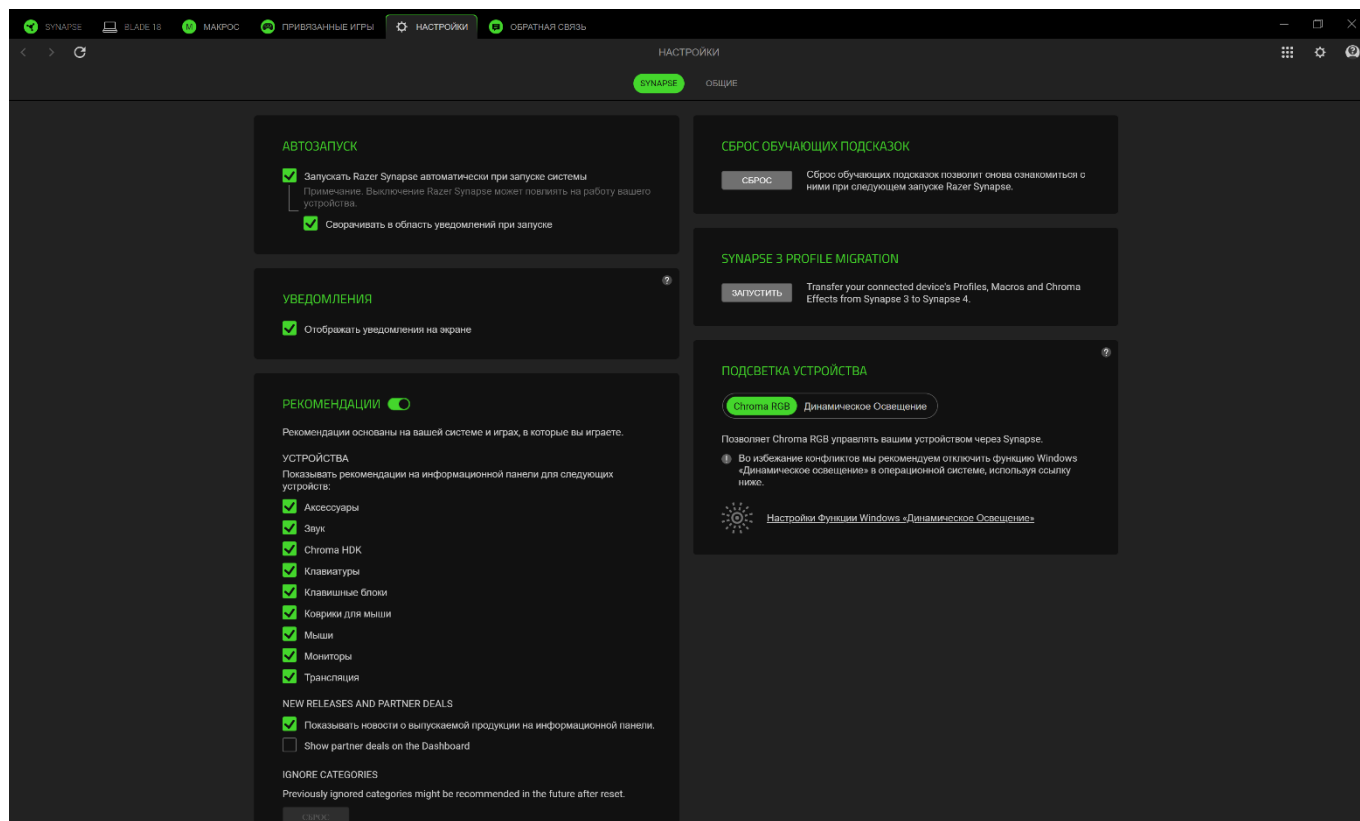 SYNAPSE
BLADE 18
МАКРОС
ПРИВЯЗАННЫЕ ИГРЫ
НАСТРОЙКИ
ОБРАТНАЯ СВЯЗЬ
НАСТРОЙКИ
SYNAPSE
ОБЩИЕ
АВТОЗАПУСК
Запускать Razer Synapse автоматически при запуске системы
Примечание. Выключение Razer Synapse может повлиять на работу вашего
устройства.
Сворачивать в область уведомлений при запуске
УВЕДОМЛЕНИЯ
Отображать уведомления на экране
РЕКОМЕНДАЦИИ
Рекомендации основаны на вашей системе и играх, в которые вы играете.
УСТРОЙСТВА
Показывать рекомендации на информационной панели для следующих
устройств:
Аксессуары
Звук
Chroma HDK
Клавиатуры
Клавишные блоки
Коврики для мыши
Мыши
Мониторы
Трансляция
NEW RELEASES AND PARTNER DEALS
Показывать новости о выпускаемой продукции на информационной панели.
Show partner deals on the Dashboard
IGNORE CATEGORIES
Previously ignored categories might be recommended in the future after reset.
СБРОС
СБРОС ОБУЧАЮЩИХ ПОДСКАЗОК
СБРОС
Сброс обучающих подсказок позволит снова ознакомиться с
ними при следующем запуске Razer Synapse.
SYNAPSE 3 PROFILE MIGRATION
ЗАПУСТИТЬ
Transfer your connected device's Profiles, Macros and Chroma
Effects from Synapse 3 to Synapse 4.
ПОДСВЕТКА УСТРОЙСТВА
Chroma RGB
Динамическое Освещение
Позволяет Chroma RGB управлять вашим устройством через Synapse.
Во избежание конфликтов мы рекомендуем отключить функцию Windows
«Динамическое освещение» в операционной системе, используя ссылку
ниже.
Настройки Функции Windows «Динамическое Освещение»